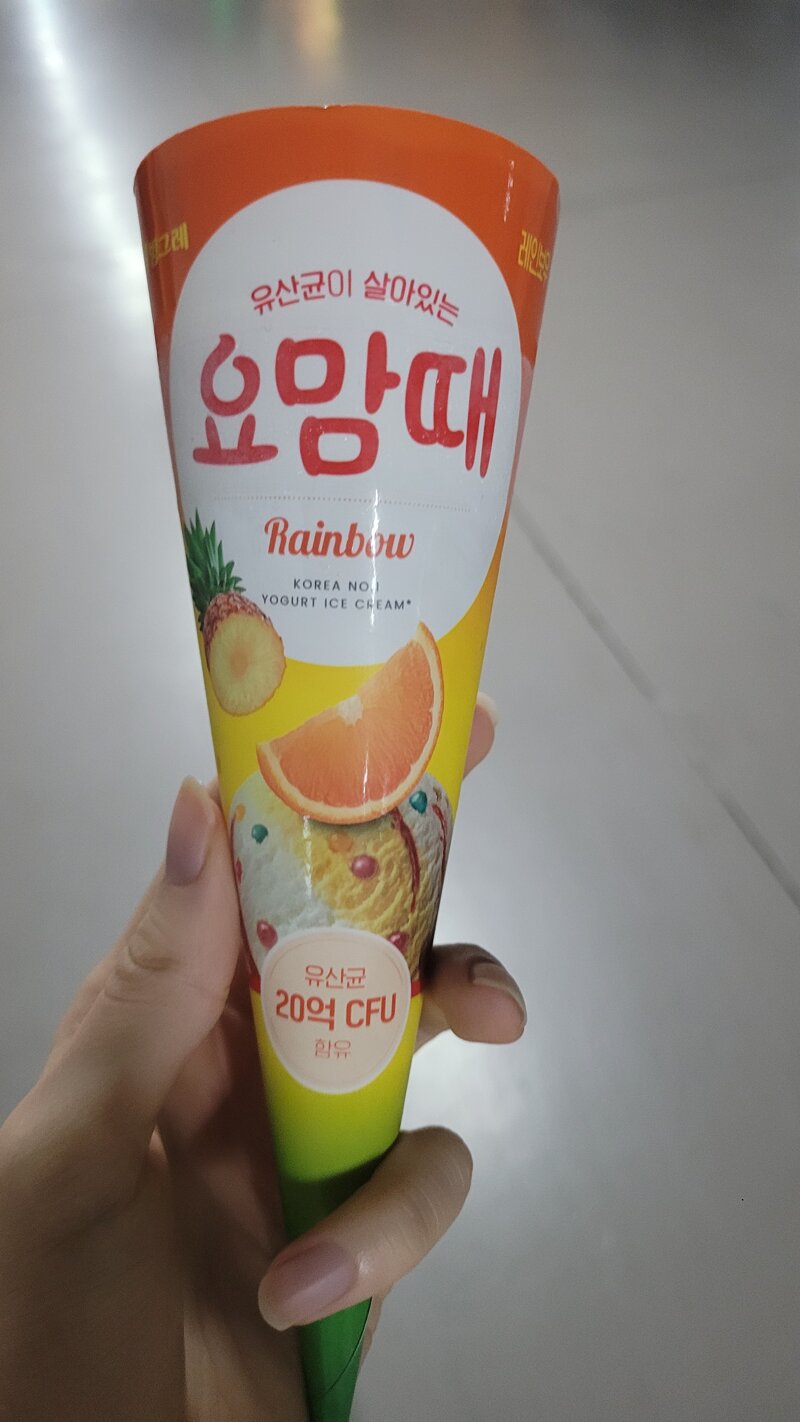 유산균이 살아있는
요맘때
Rainbow
KOREA NO.1
YOGURT ICE CREAM*
유산균
20억 CFU
함유